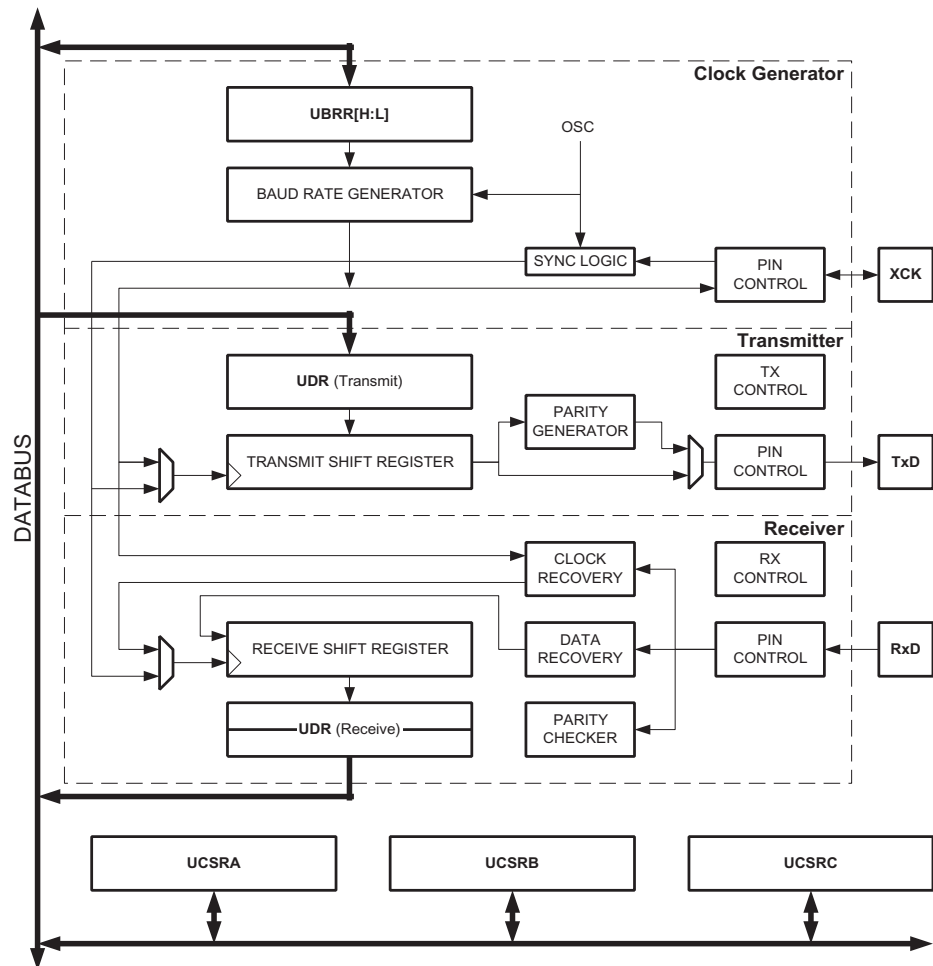 Clock Generator
UBRR[H:L]
OSC
BAUD RATE GENERATOR
SYNC LOGIC
PIN
CONTROL
XCK
Transmitter
UDR (Transmit)
TX
CONTROL
PARITY
GENERATOR
TRANSMIT SHIFT REGISTER
PIN
CONTROL
TxD
DATABUS
Receiver
CLOCK
RECOVERY
RX
CONTROL
RECEIVE SHIFT REGISTER
DATA
RECOVERY
PIN
CONTROL
RxD
UDR (Receive)
PARITY
CHECKER
UCSRA
UCSRB
UCSRC